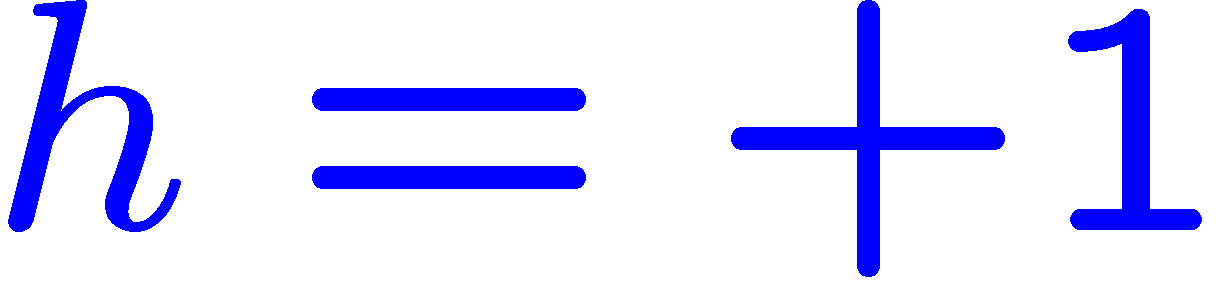 h = +1